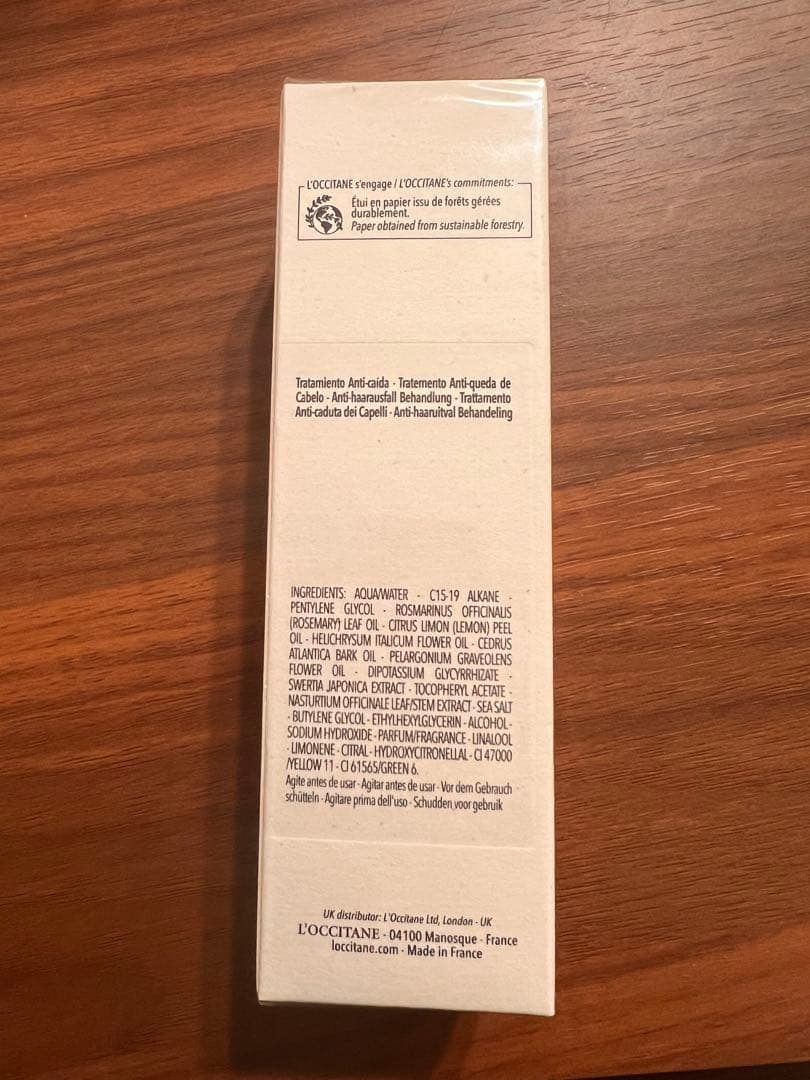 L'OCCITANE s'engage / L'OCCITANE's commitments:
Étui en papier issu de forêts gérées
durablement.
Paper obtained from sustainable forestry.
Tratamiento Anti-caída - Tratemento Anti-queda de
Cabelo - Anti-haarausfall Behandlung - Trattamento
Anti-caduta dei Capelli - Anti-haaruitval Behandeling
INGREDIENTS: AQUA/WATER - C15-19 ALKANE -
PENTYLENE GLYCOL - ROSMARINUS OFFICINALIS
(ROSEMARY) LEAF OIL - CITRUS LIMON (LEMON) PEEL
OIL - HELICHRYSUM ITALICUM FLOWER OIL - CEDRUS
ATLANTICA BARK OIL - PELARGONIUM GRAVEOLENS
FLOWER OIL - DIPOTASSIUM GLYCYRRHIZATE -
SWERTIA JAPONICA EXTRACT - TOCOPHERYL ACETATE -
NASTURTIUM OFFICINALE LEAF/STEM EXTRACT - SEA SALT
- BUTYLENE GLYCOL - ETHYLHEXYLGLYCERIN - ALCOHOL -
SODIUM HYDROXIDE - PARFUM/FRAGRANCE - LINALOOL
- LIMONENE - CITRAL - HYDROXYCITRONELLAL - CI 47000
/YELLOW 11 - CI 61565/GREEN 6.
Agite antes de usar - Agitar antes de usar - Vor dem Gebrauch
schütteln - Agitare prima dell'uso - Schudden voor gebruik
UK distributor: L'Occitane Ltd, London - UK
L'OCCITANE - 04100 Manosque - France
loccitane.com - Made in France